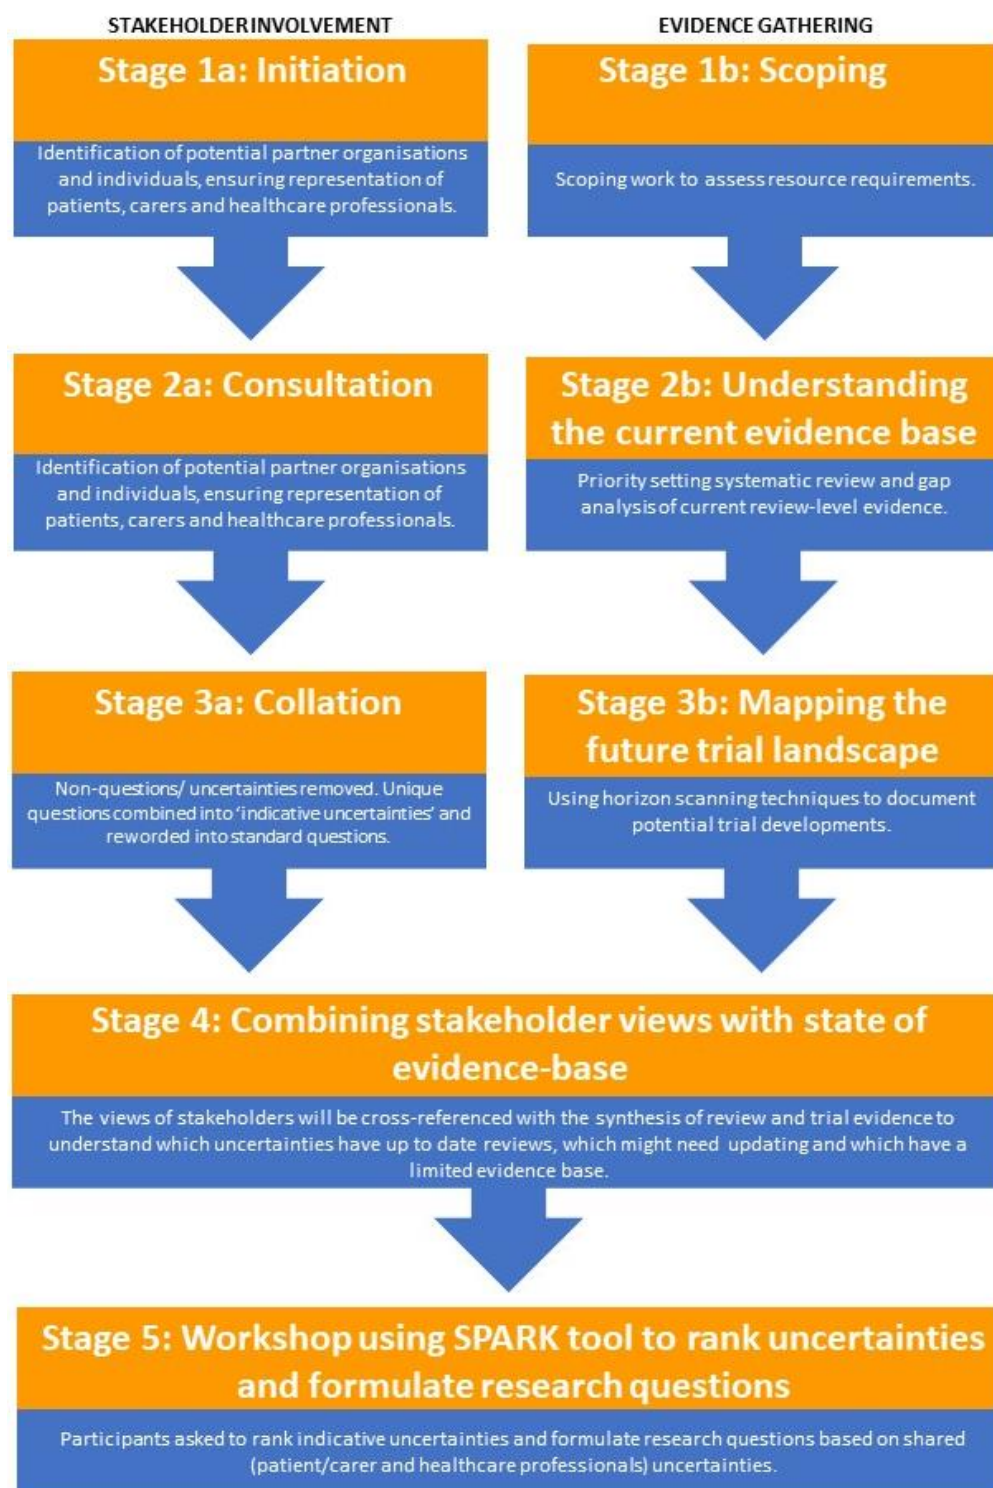 STAKEHOLDER INVOLVEMENT
EVIDENCE GATHERING
Stage 1a: Initiation
Identification of potential partner organisations
and individuals, ensuring representation of
patients, carers and healthcare professionals.
Stage 1b: Scoping
Scoping work to assess resource requirements.
Stage 2a: Consultation
Identification of potential partner organisations
and individuals, ensuring representation of
patients, carers and healthcare professionals.
Stage 2b: Understanding
the current evidence base
Priority setting systematic review and gap
analysis of current review-level evidence.
Stage 3a: Collation
Non-questions/ uncertainties removed. Unique
questions combined into ‘indicative uncertainties’ and
reworded into standard questions.
Stage 3b: Mapping the
future trial landscape
Using horizon scanning techniques to document
potential trial developments.
Stage 4: Combining stakeholder views with state of
evidence-base
The views of stakeholders will be cross-referenced with the synthesis of review and trial evidence to
understand which uncertainties have up to date reviews, which might need updating and which have a
limited evidence base.
Stage 5: Workshop using SPARK tool to rank uncertainties
and formulate research questions
Participants asked to rank indicative uncertainties and formulate research questions based on shared
(patient/carer and healthcare professionals) uncertainties.